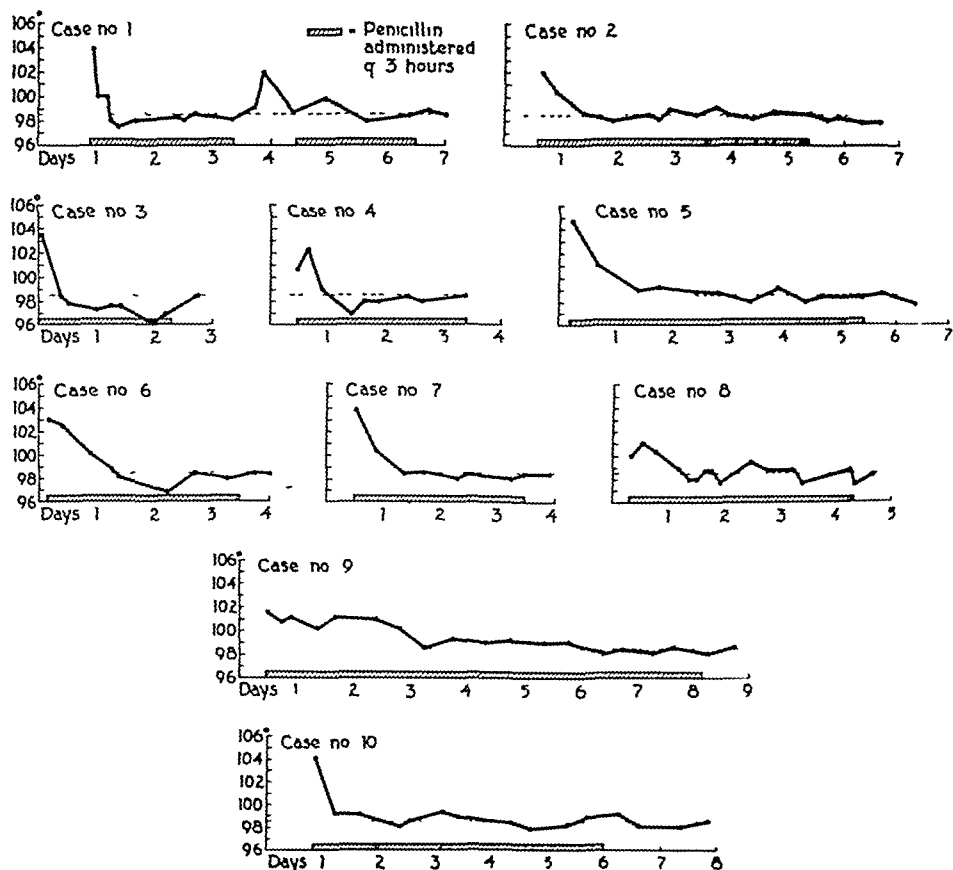 106°
Case no 1
104
102
100
98
96
Days 1 2 3 4 5 6 7
- Penicillin
administered
q 3 hours
Case no 2
1 2 3 4 5 6 7
106°
Case no 3
104
102
100
98
96
Days 1 2 3
Case no 4
1 2 3 4
Case no 5
1 2 3 4 5 6 7
106°
Case no 6
104
102
100
98
96
Days 1 2 3 4
Case no 7
1 2 3 4
Case no 8
1 2 3 4 5
106°
Case no 9
104
102
100
98
96
Days 1 2 3 4 5 6 7 8 9
106°
Case no 10
104
102
100
98
96
Days 1 2 3 4 5 6 7 8